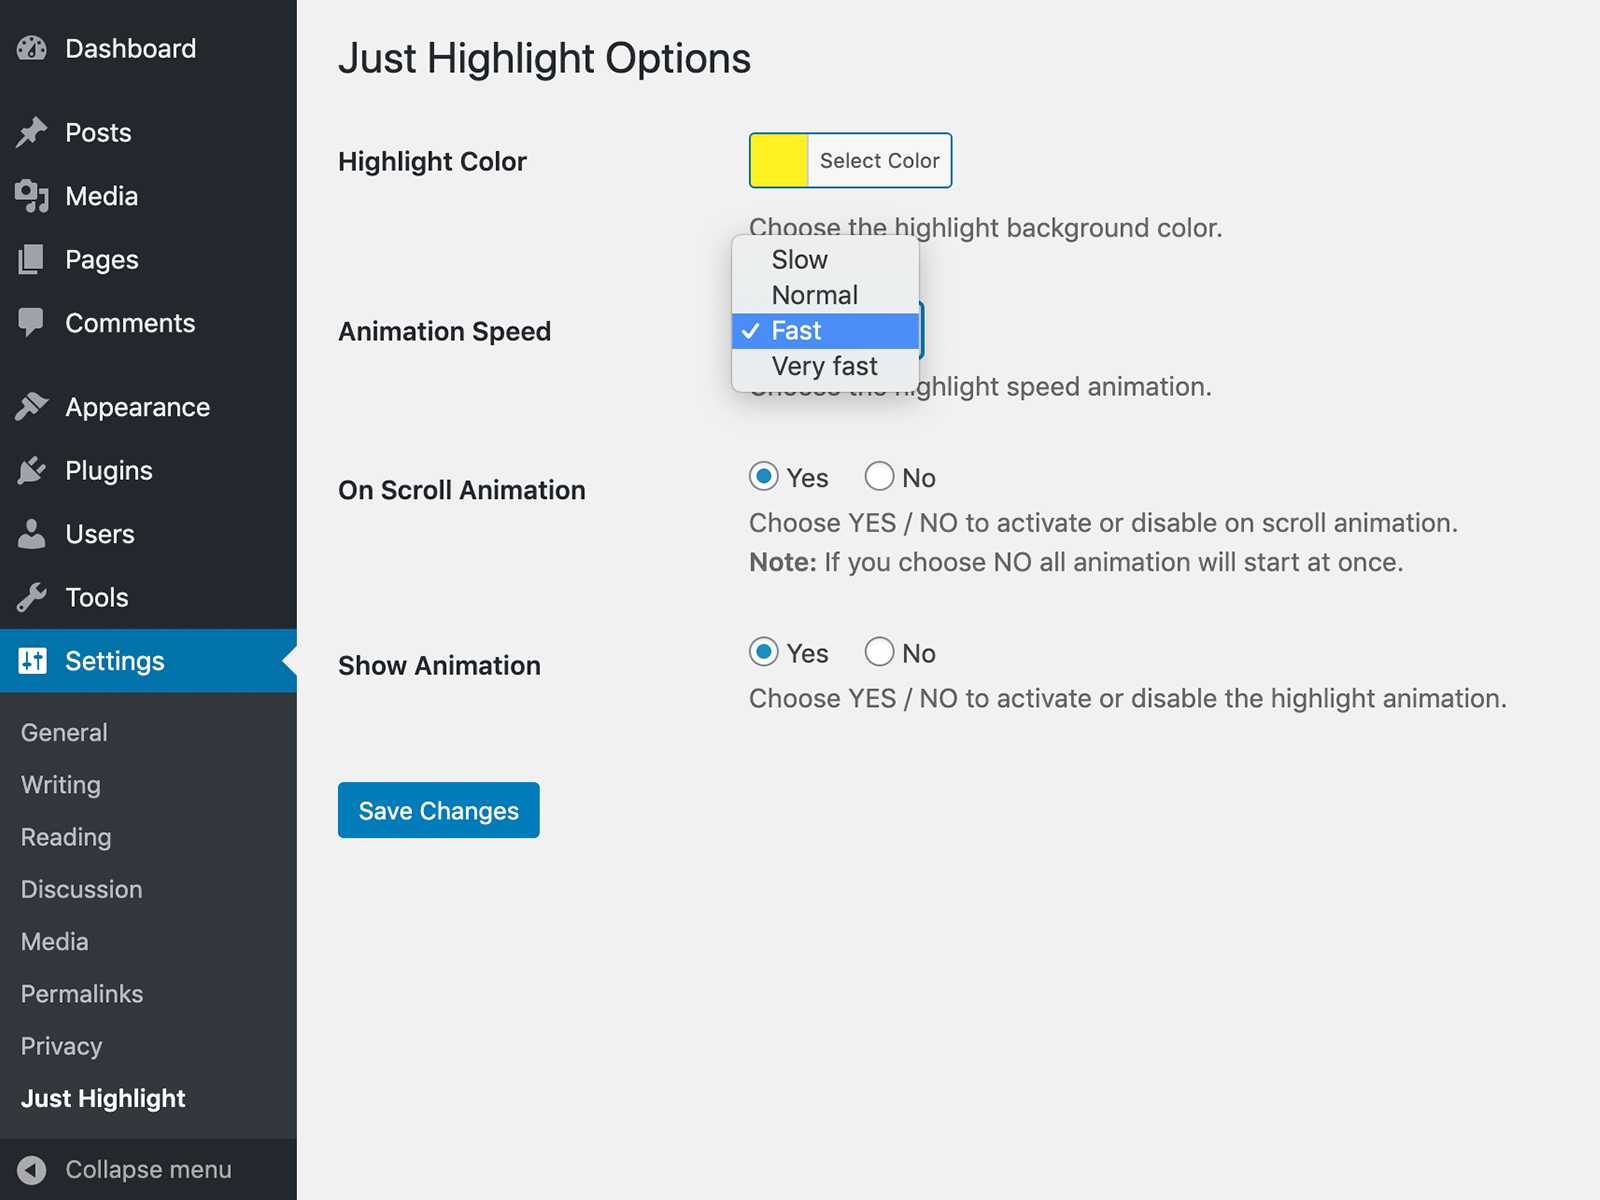 Dashboard
Posts
Media
Pages
Comments
Appearance
Plugins
Users
Tools
Settings
General
Writing
Reading
Discussion
Media
Permalinks
Privacy
Just Highlight
Collapse menu
Just Highlight Options
Highlight Color
Select Color
Choose the highlight background color.
Animation Speed
Slow
Normal
Fast
Very fast
Choose the highlight speed animation.
On Scroll Animation
Yes No
Choose YES / NO to activate or disable on scroll animation.
Note: If you choose NO all animation will start at once.
Show Animation
Yes No
Choose YES / NO to activate or disable the highlight animation.
Save Changes